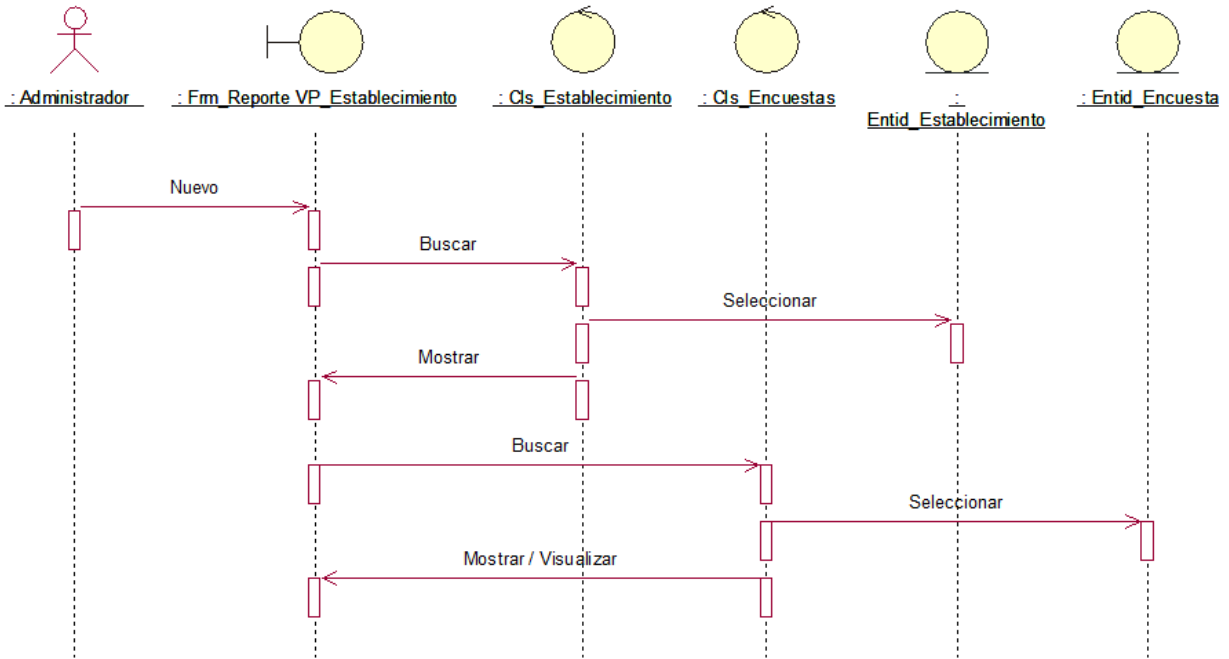 : Administrador
: Frm_Reporte VP_Establecimiento
: Cls_Establecimiento
: Cls_Encuestas
:
Entid_Establecimiento
: Entid_Encuesta
Nuevo
Buscar
Seleccionar
Mostrar
Buscar
Seleccionar
Mostrar / Visualizar